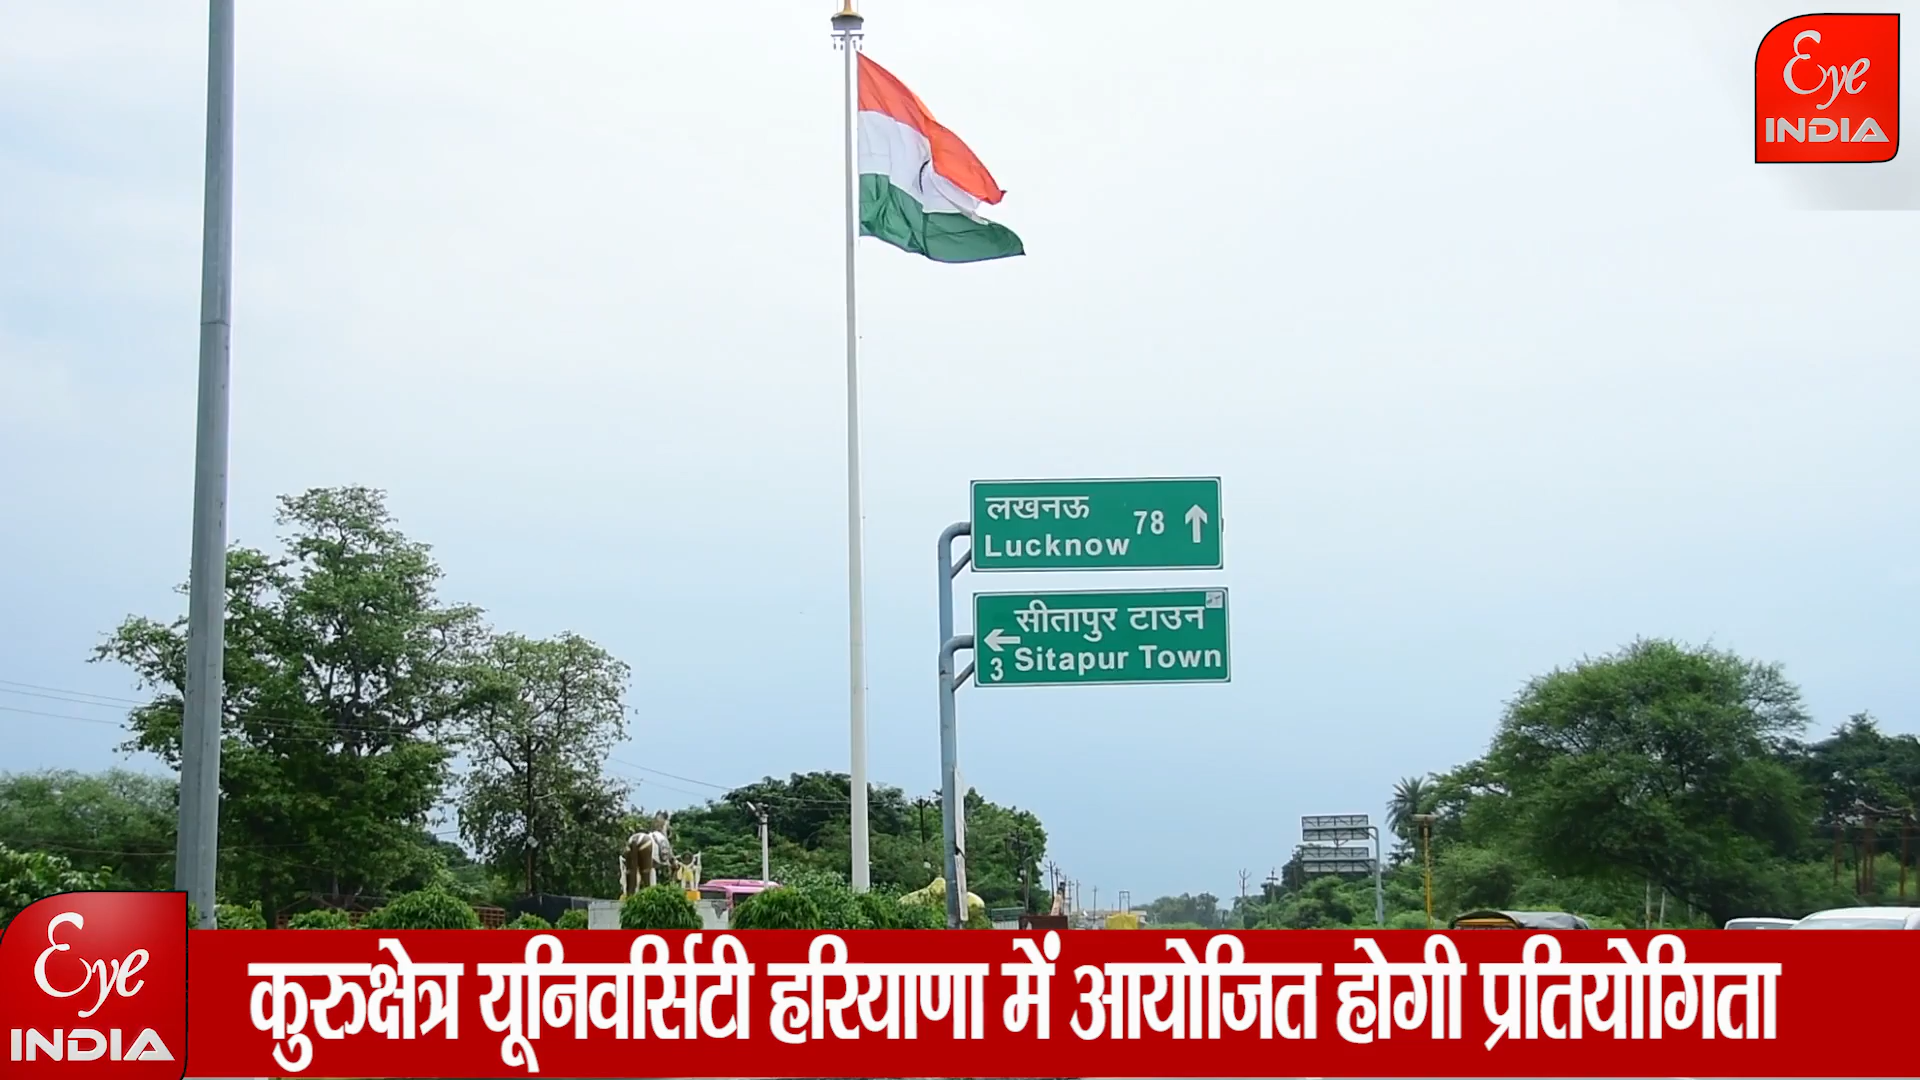 Eye
INDIA
लखनऊ 78
Lucknow
सीतापुर टाउन
3 Sitapur Town
Eye
INDIA
कुरुक्षेत्र यूनिवर्सिटी हरियाणा में आयोजित होगी प्रतियोगिता